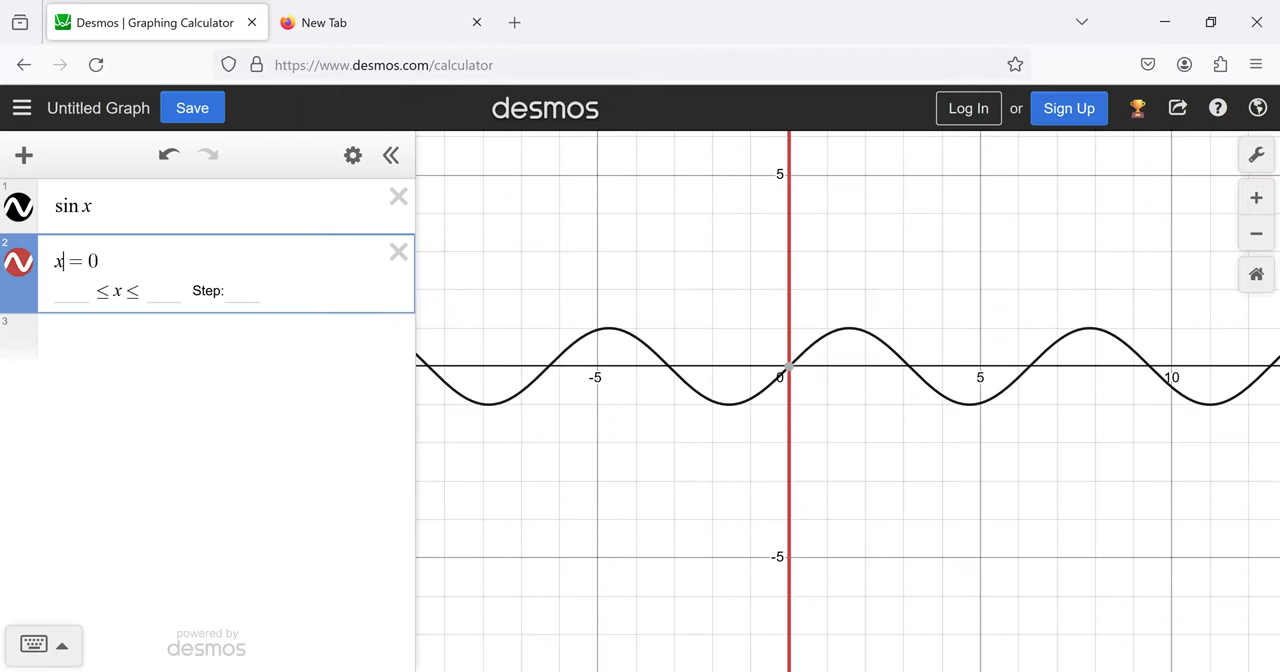 Desmos | Graphing Calculator
New Tab
https://www.desmos.com/calculator
Untitled Graph
Save
desmos
Log In
or
Sign Up
1
sin x
2
x = 0
≤ x ≤
Step:
3
5
-5
0
5
10
-5
powered by
desmos